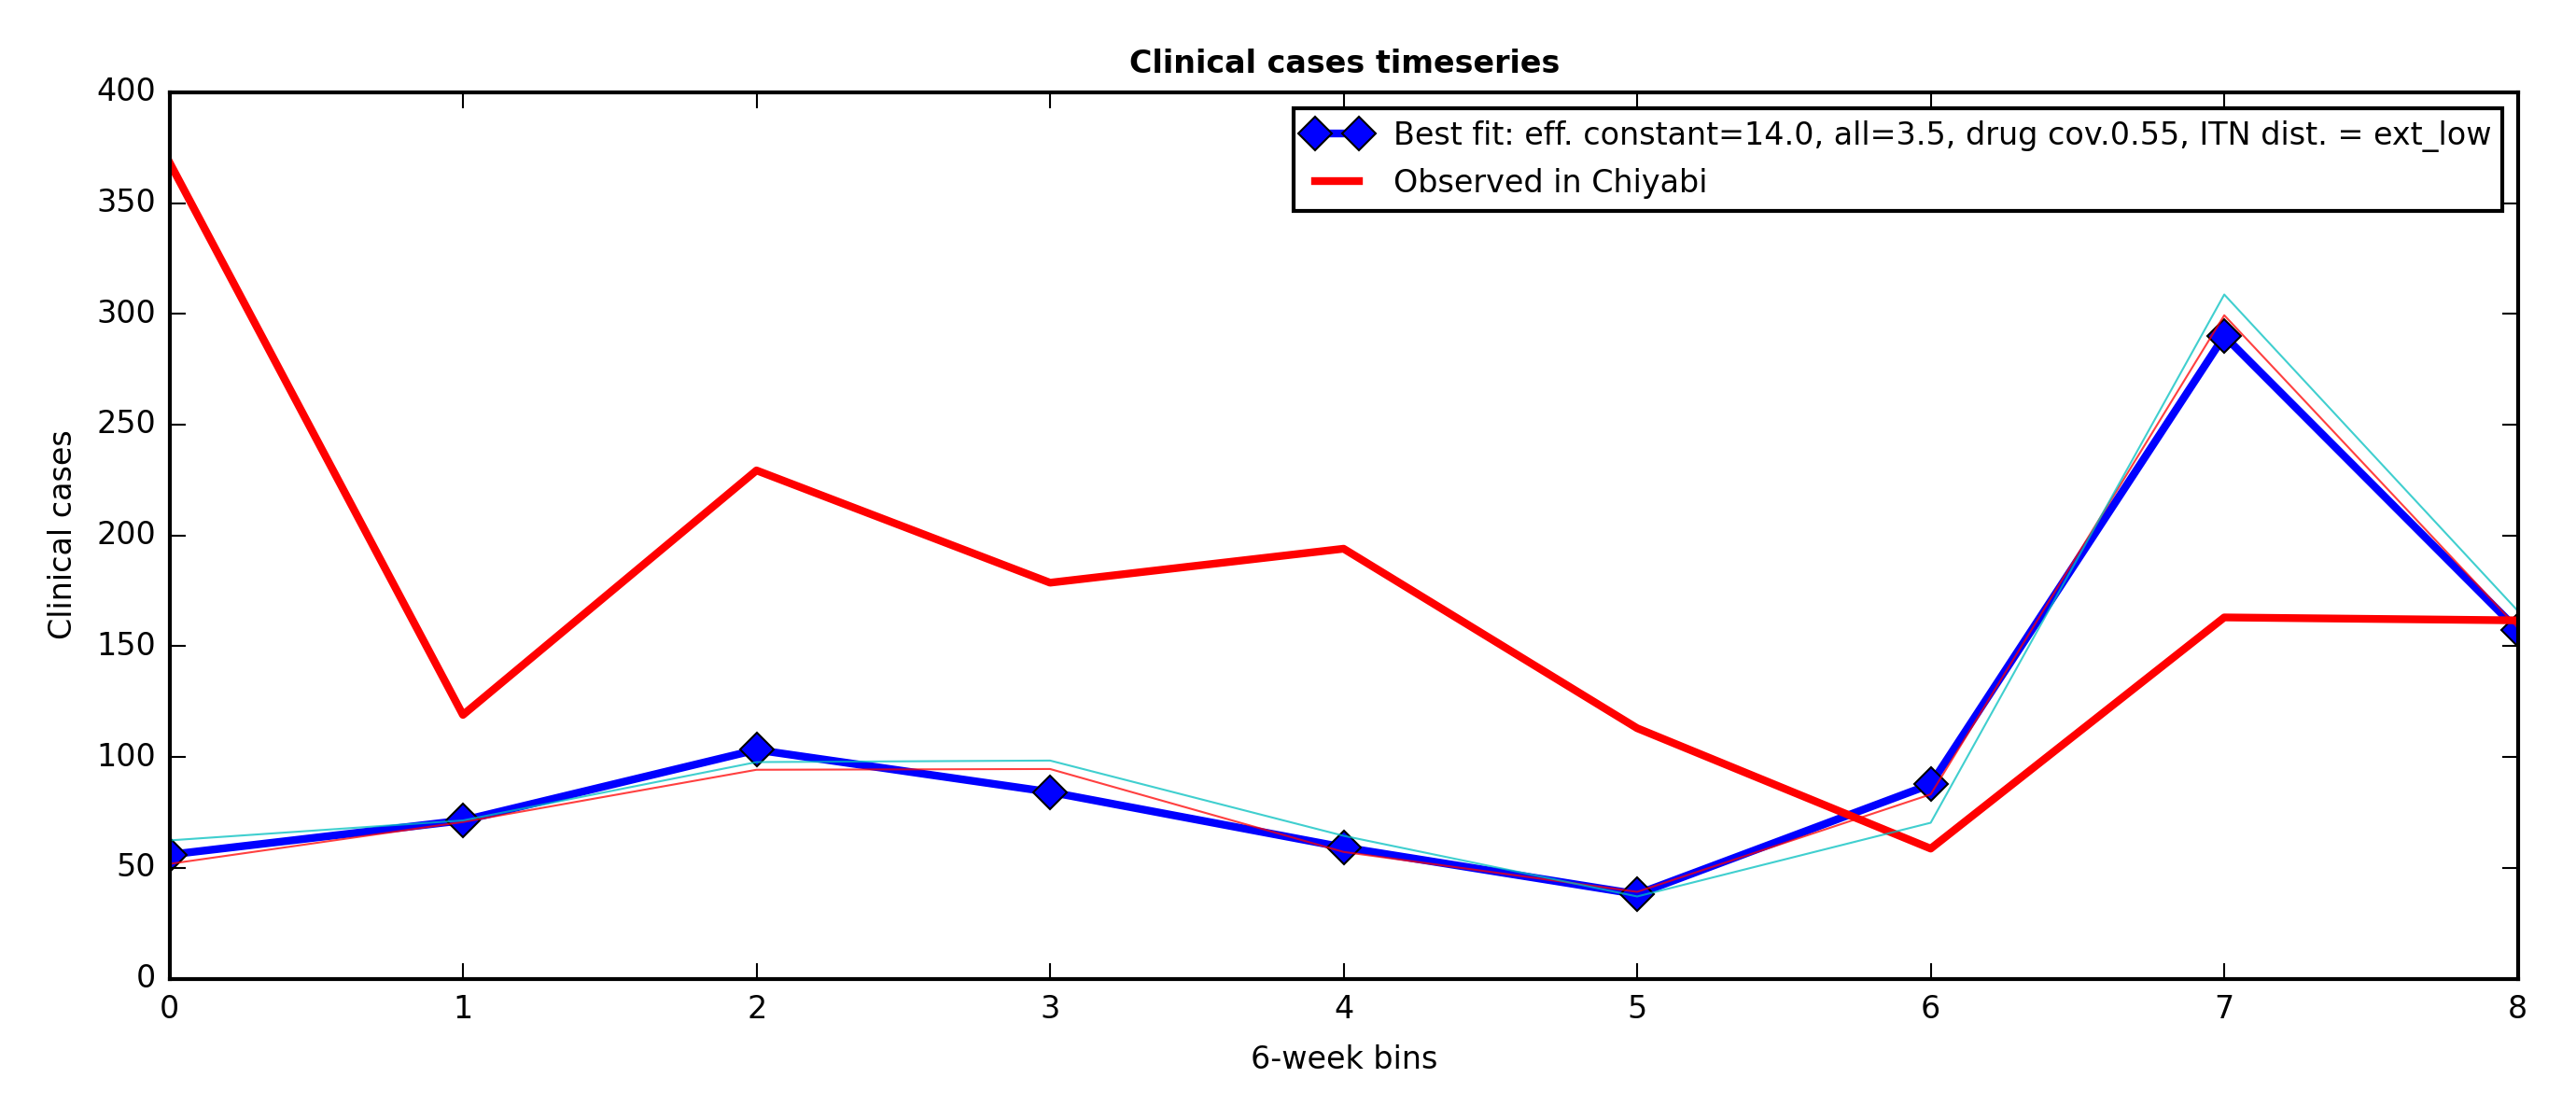 Clinical cases timeseries
Best fit: eff. constant=14.0, all=3.5, drug cov.0.55, ITN dist. = ext_low
Observed in Chiyabi
400
350
300
250
200
150
100
50
0
Clinical cases
0 1 2 3 4 5 6 7 8
6-week bins